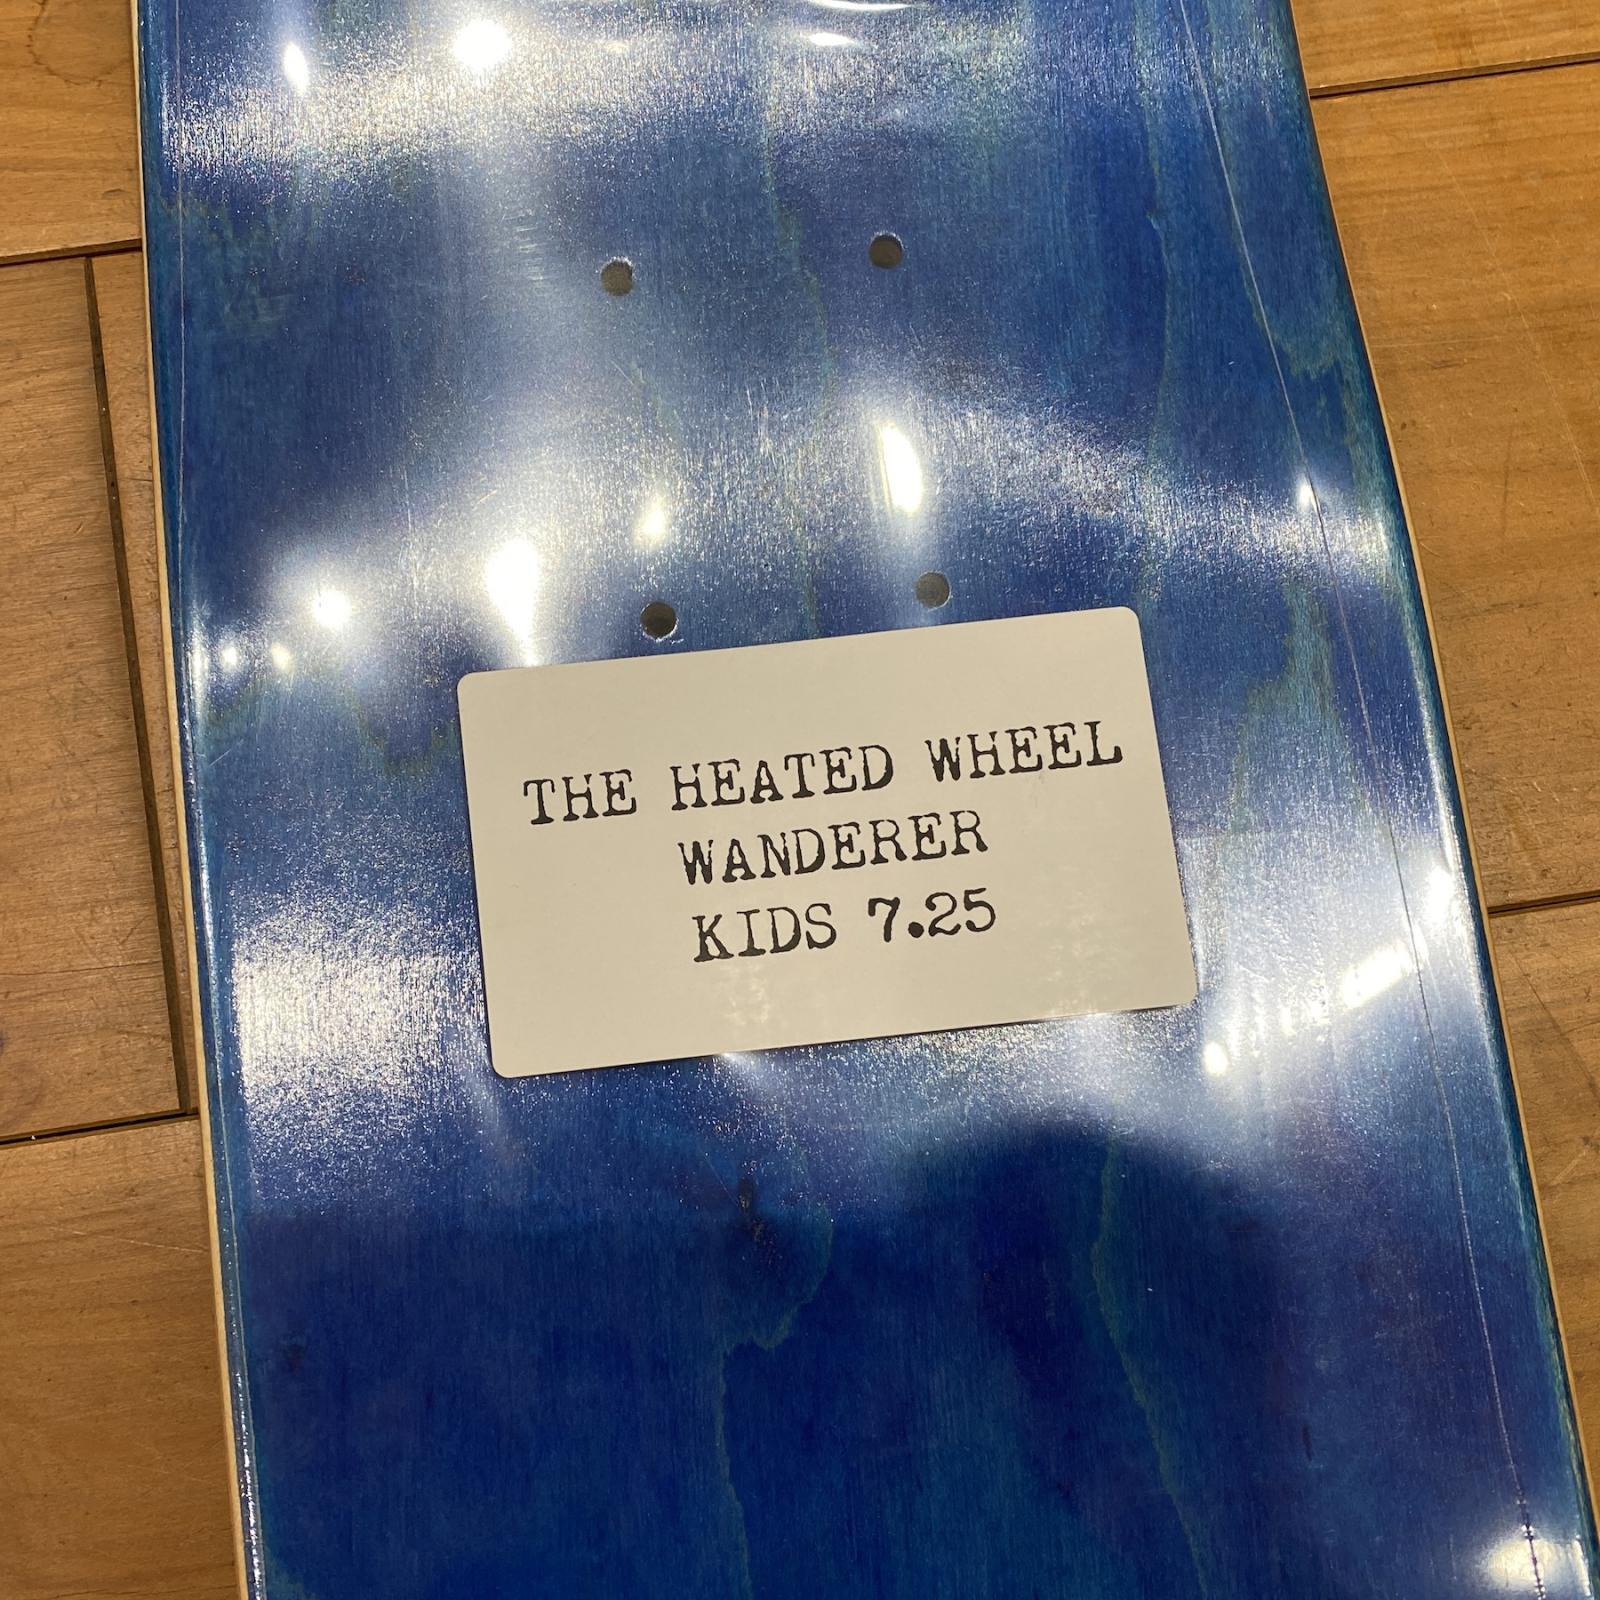 THE HEATED WHEEL
WANDERER
KIDS 7.25